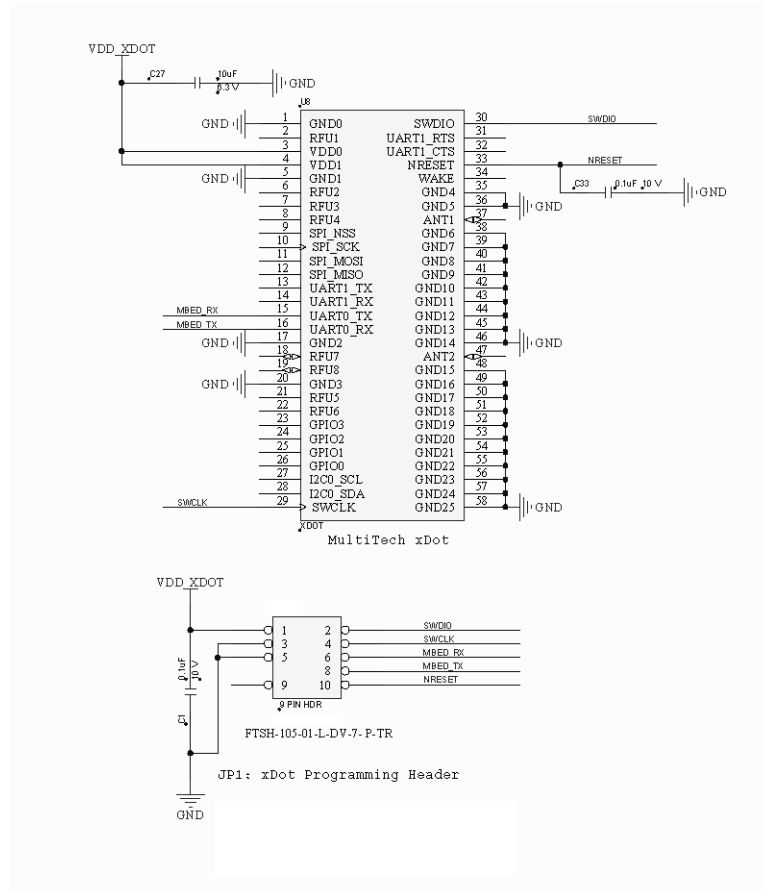 VDD_XDOT
C27 10uF
6.3 V
GND
U8
GND 1 GND0 SWDIO 30 SWDIO
2 RFU1 UART1_RTS 31
3 VDD0 UART1_CTS 32
4 VDD1 NRESET 33 NRESET
GND 5 GND1 WAKE 34
6 RFU2 GND4 35
C33 0.1uF 10 V GND
7 RFU3 GND5 36 GND
8 RFU4 ANT1 37
9 SPI_NSS GND6 38
10 SPI_SCK GND7 39
11 SPI_MOSI GND8 40
12 SPI_MISO GND9 41
13 UART1_TX GND10 42
14 UART1_RX GND11 43
MBED_RX 15 UART0_TX GND12 44
MBED_TX 16 UART0_RX GND13 45
GND 17 GND2 GND14 46 GND
18 RFU7 ANT2 47
19 RFU8 GND15 48
GND 20 GND3 GND16 49
21 RFU5 GND17 50
22 RFU6 GND18 51
23 GPIO3 GND19 52
24 GPIO2 GND20 53
25 GPIO1 GND21 54
26 GPIO0 GND22 55
27 I2C0_SCL GND23 56
28 I2C0_SDA GND24 57
SWCLK 29 SWCLK GND25 58 GND
XDOT
MultiTech xDot
VDD_XDOT
1 2 SWDIO
3 4 SWCLK
5 6 MBED_RX
8 MBED_TX
9 10 NRESET
0.1uF
10 V
C1
9 PIN HDR
FTSH-105-01-L-DV-7-P-TR
JP1: xDot Programming Header
GND